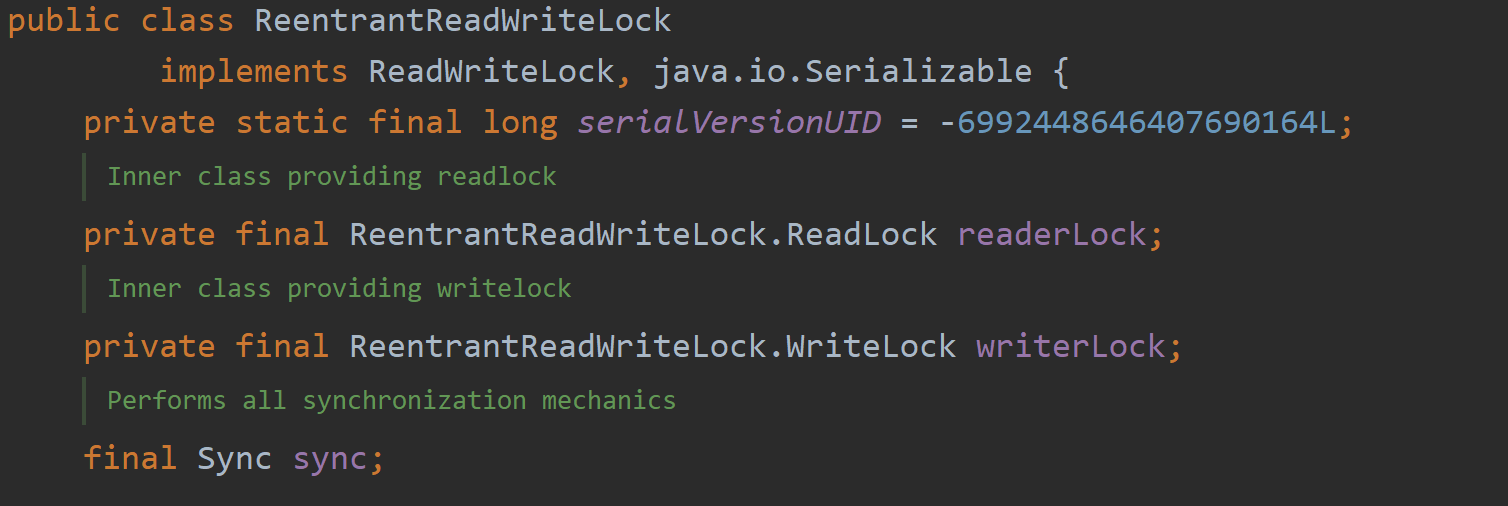 public class ReentrantReadWriteLock
implements ReadWriteLock, java.io.Serializable {
private static final long serialVersionUID = -6992448646407690164L;
Inner class providing readlock
private final ReentrantReadWriteLock.ReadLock readerLock;
Inner class providing writelock
private final ReentrantReadWriteLock.WriteLock writerLock;
Performs all synchronization mechanics
final Sync sync;